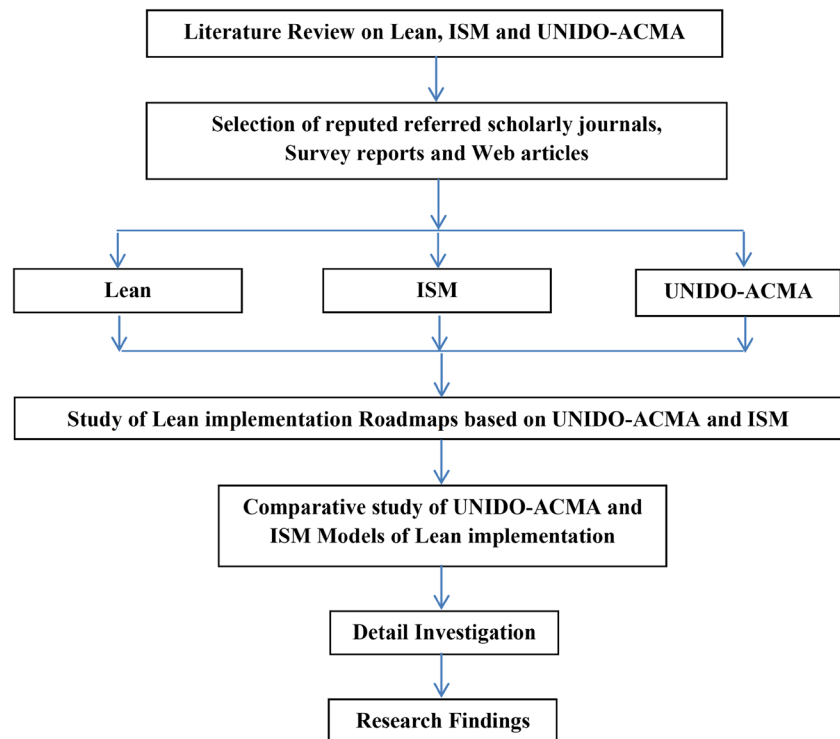 Literature Review on Lean, ISM and UNIDO-ACMA
Selection of reputed referred scholarly journals,
Survey reports and Web articles
Lean
ISM
UNIDO-ACMA
Study of Lean implementation Roadmaps based on UNIDO-ACMA and ISM
Comparative study of UNIDO-ACMA and
ISM Models of Lean implementation
Detail Investigation
Research Findings